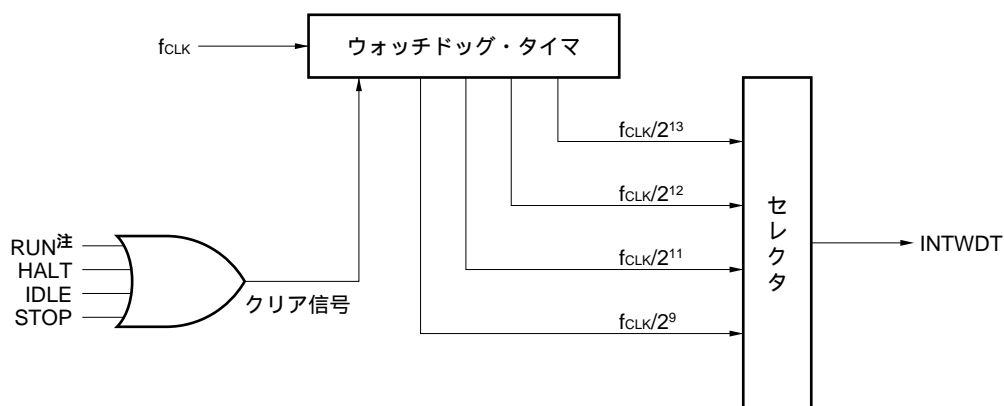 fCLK
ウォッチドッグ・タイマ
fCLK/2¹³
fCLK/2¹²
fCLK/2¹¹
fCLK/2⁹
セレクタ
INTWDT
RUN注
HALT
IDLE
STOP
クリア信号